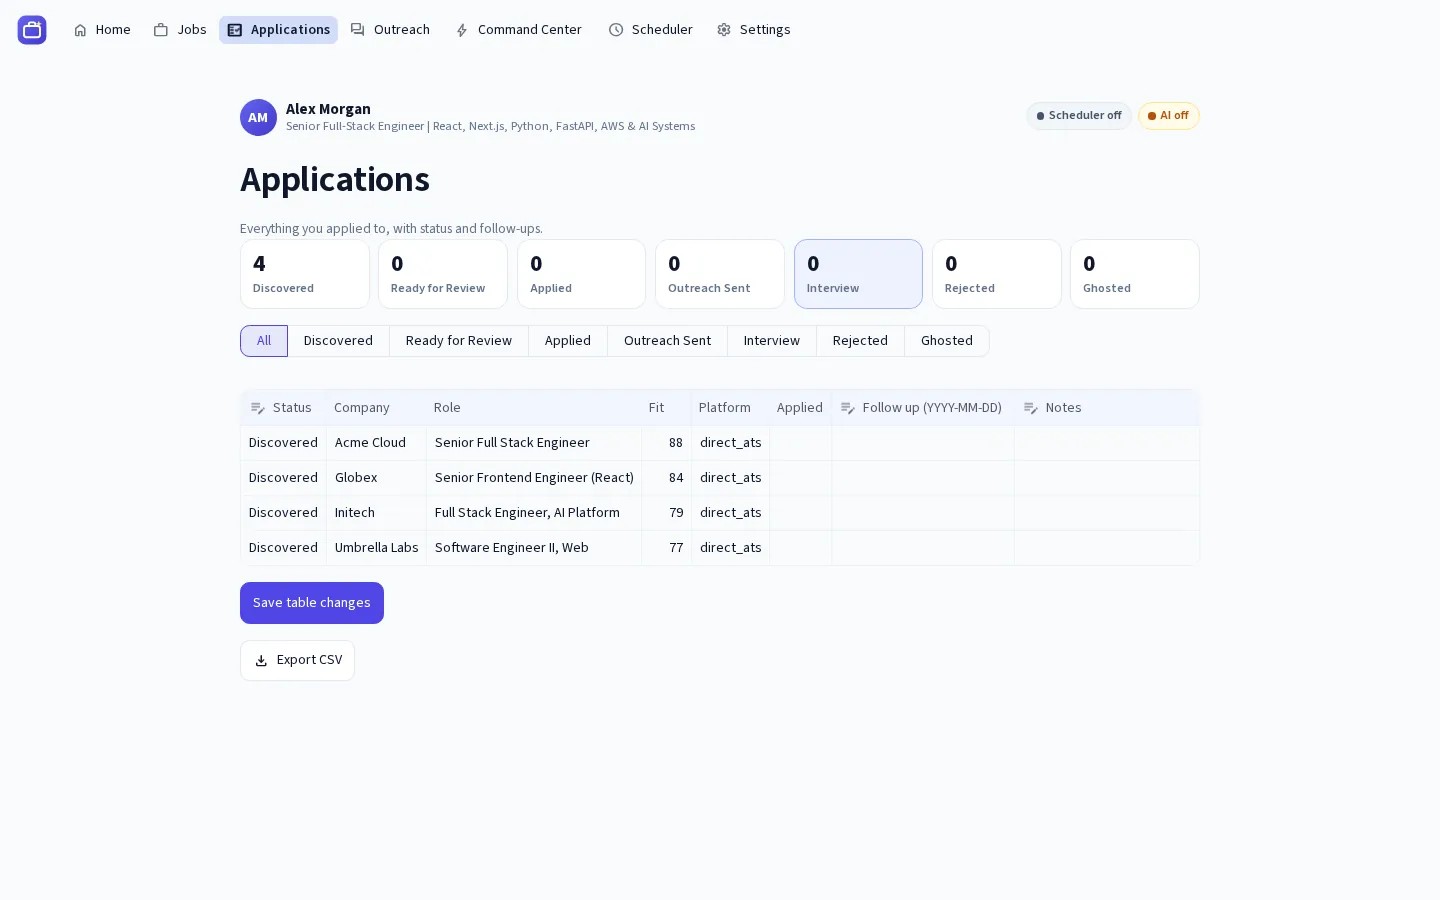 Home Jobs Applications Outreach Command Center Scheduler Settings
AM
Alex Morgan
Senior Full-Stack Engineer | React, Next.js, Python, FastAPI, AWS & AI Systems
Scheduler off AI off
Applications
Everything you applied to, with status and follow-ups.
4 0 0 0 0 0 0
Discovered Ready for Review Applied Outreach Sent Interview Rejected Ghosted
All Discovered Ready for Review Applied Outreach Sent Interview Rejected Ghosted
Status Company Role Fit Platform Applied Follow up (YYYY-MM-DD) Notes
Discovered Acme Cloud Senior Full Stack Engineer 88 direct_ats
Discovered Globex Senior Frontend Engineer (React) 84 direct_ats
Discovered Initech Full Stack Engineer, AI Platform 79 direct_ats
Discovered Umbrella Labs Software Engineer II, Web 77 direct_ats
Save table changes
Export CSV